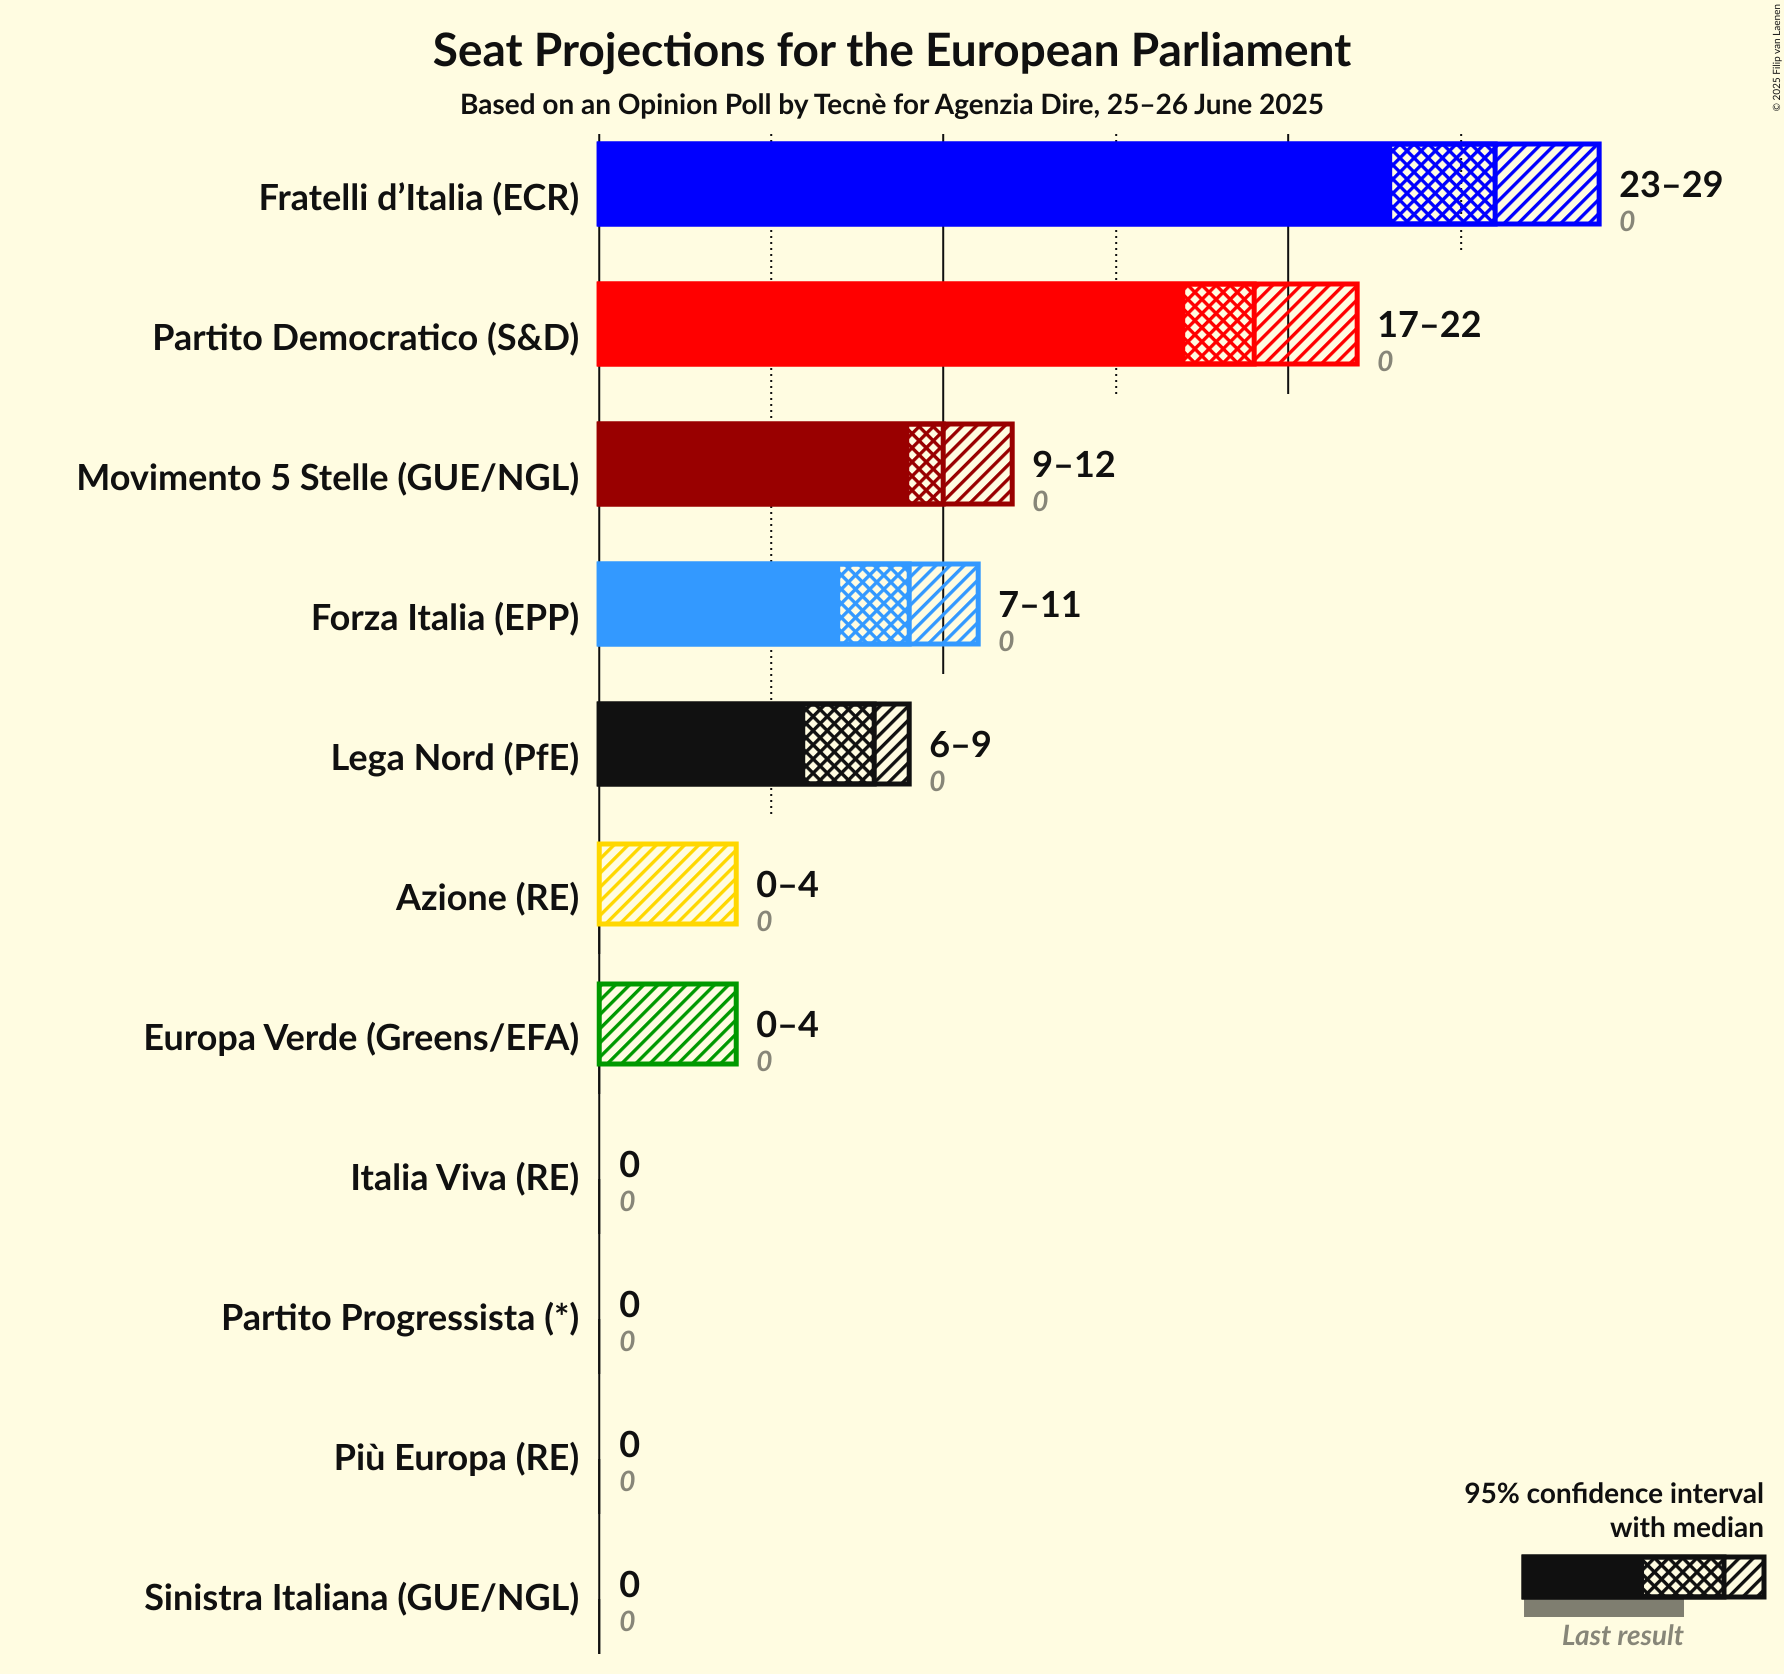 Seat Projections for the European Parliament
Based on an Opinion Poll by Tecnè for Agenzia Dire, 25–26 June 2025
© 2025 Filip van Laenen
Fratelli d’Italia (ECR)
23–29
0
Partito Democratico (S&D)
17–22
0
Movimento 5 Stelle (GUE/NGL)
9–12
0
Forza Italia (EPP)
7–11
0
Lega Nord (PfE)
6–9
0
Azione (RE)
0–4
0
Europa Verde (Greens/EFA)
0–4
0
Italia Viva (RE)
0
0
Partito Progressista (*)
0
0
Più Europa (RE)
0
0
Sinistra Italiana (GUE/NGL)
0
0
95% confidence interval
with median
Last result